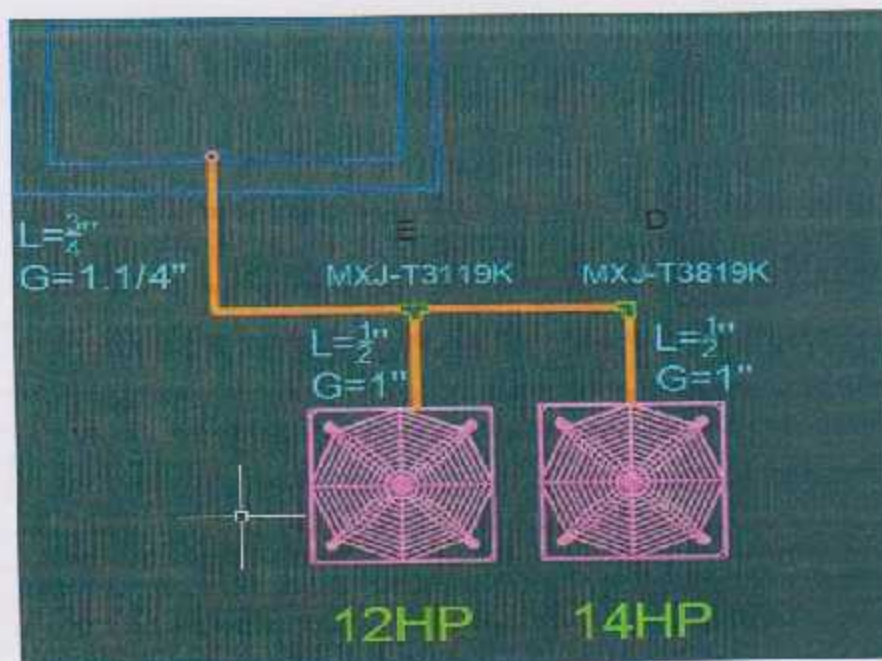 L=3/4"
G=1.1/4"
E
D
MXJ-T3119K
MXJ-T3819K
L=1/2"
G=1"
L=1/2"
G=1"
12HP
14HP